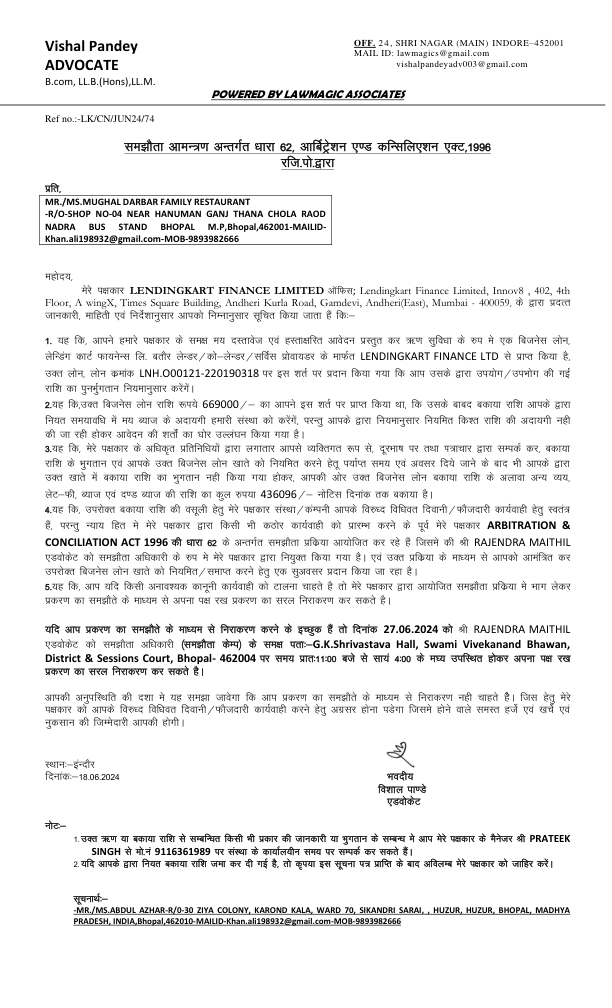 Vishal Pandey
ADVOCATE
B.com, LL.B.(Hons),LL.M.
OFF. 24, SHRI NAGAR (MAIN) INDORE–452001
MAIL ID: lawmagics@gmail.com
vishalpandeyadv003@gmail.com
POWERED BY LAWMAGIC ASSOCIATES
Ref no.:-LK/CN/JUN24/74
समझौता आमन्त्रण अन्तर्गत धारा 62, आर्बिट्रेशन एण्ड कन्सिलिएशन एक्ट,1996
रजि.पो.द्वारा
प्रति,
MR./MS.MUGHAL DARBAR FAMILY RESTAURANT
-R/O-SHOP NO-04 NEAR HANUMAN GANJ THANA CHOLA RAOD
NADRA BUS STAND BHOPAL M.P,Bhopal,462001-MAILID-
Khan.ali198932@gmail.com-MOB-9893982666
महोदय,
मेरे पक्षकार LENDINGKART FINANCE LIMITED ऑफिस; Lendingkart Finance Limited, Innov8 , 402, 4th
Floor, A wingX, Times Square Building, Andheri Kurla Road, Gamdevi, Andheri(East), Mumbai - 400059, के द्वारा प्रदत्त
जानकारी, माहिती एवं निर्देशानुसार आपको निम्नानुसार सूचित किया जाता हैं कि:–
1. यह कि, आपने हमारे पक्षकार के समक्ष मय दस्तावेज एवं हस्ताक्षरित आवेदन प्रस्तुत कर ऋण सुविधा के रुप मे एक बिजनेस लोन,
लेन्डिंग कार्ट फायनेन्स लि. बतौर लेन्डर/को–लेन्डर/सर्विस प्रोवायडर के मार्फत LENDINGKART FINANCE LTD से प्राप्त किया है,
उक्त लोन, लोन क्रमांक LNH.O00121-220190318 पर इस शर्त पर प्रदान किया गया कि आप उसके द्वारा उपयोग/उपभोग की गई
राशि का पुनर्भुगतान नियमानुसार करेंगें।
2.यह कि,उक्त बिजनेस लोन राशि रूपये 669000/– का आपने इस शर्त पर प्राप्त किया था, कि उसके बाबद बकाया राशि आपके द्वारा
नियत समयावधि में मय ब्याज के अदायगी हमारी संस्था को करेंगें, परन्तु आपके द्वारा नियमानुसार नियमित किश्त राशि की अदायगी नही
की जा रही होकर आवेदन की शर्तों का घोर उल्लंघन किया गया है।
3.यह कि, मेरे पक्षकार के अधिकृत प्रतिनिधियों द्वारा लगातार आपसे व्यक्तिगत रूप से, दूरभाष पर तथा पत्राचार द्वारा सम्पर्क कर, बकाया
राशि के भुगतान एवं आपके उक्त बिजनेस लोन खाते को नियमित करने हेतू पर्याप्त समय एवं अवसर दिये जाने के बाद भी आपके द्वारा
उक्त खाते में बकाया राशि का भुगतान नही किया गया होकर, आपकी ओर उक्त बिजनेस लोन बकाया राशि के अलावा अन्य व्यय,
लेट–फी, ब्याज एवं दण्ड ब्याज की राशि का कुल रुपया 436096/– नोटिस दिनांक तक बकाया है।
4.यह कि, उपरोक्त बकाया राशि की वसूली हेतु मेरे पक्षकार संस्था/कंम्पनी आपके विरुध्द विधिवत दिवानी/फौजदारी कार्यवाही हेतु स्वतंत्र
हैं, परन्तु न्याय हित मे मेरे पक्षकार द्वारा किसी भी कठोर कार्यवाही को प्रारम्भ करने के पूर्व मेरे पक्षकार ARBITRATION &
CONCILIATION ACT 1996 की धारा 62 के अन्तर्गत समझौता प्रक्रिया आयोजित कर रहे हैं जिसमे की श्री RAJENDRA MAITHIL
एडवोकेट को समझौता अधिकारी के रुप मे मेरे पक्षकार द्वारा नियुक्त किया गया है। एवं उक्त प्रक्रिया के माध्यम से आपको आमंत्रित कर
उपरोक्त बिजनेस लोन खाते को नियमित/समाप्त करने हेतु एक सुअवसर प्रदान किया जा रहा है।
5.यह कि, आप यदि किसी अनावश्यक कानूनी कार्यवाही को टालना चाहते है तो मेरे पक्षकार द्वारा आयोजित समझौता प्रक्रिया मे भाग लेकर
प्रकरण का समझौते के माध्यम से अपना पक्ष रख प्रकरण का सरल निराकरण कर सकते है।
यदि आप प्रकरण का समझौते के माध्यम से निराकरण करने के इच्छुक हैं तो दिनांक 27.06.2024 को श्री RAJENDRA MAITHIL
एडवोकेट को समझौता अधिकारी (समझौता केम्प) के समक्ष पता:–G.K.Shrivastava Hall, Swami Vivekanand Bhawan,
District & Sessions Court, Bhopal- 462004 पर समय प्रात:11:00 बजे से सायं 4:00 के मध्य उपस्थित होकर अपना पक्ष रख
प्रकरण का सरल निराकरण कर सकते है।
आपकी अनुपस्थिति की दशा मे यह समझा जावेगा कि आप प्रकरण का समझौते के माध्यम से निराकरण नही चाहते हैै। जिस हेतु मेरे
पक्षकार को आपके विरुध्द विधिवत दिवानी/फौजदारी कार्यवाही करने हेतु अग्रसर होना पडेगा जिसमे होने वाले समस्त हर्जे एवं खर्चे एवं
नुकसान की जिम्मेदारी आपकी होगी।
स्थान:–इंन्दौर
दिनांक:–18.06.2024
भवदीय
विशाल पाण्डे
एडवोकेट
नोट:–
1.उक्त ऋण या बकाया राशि से सम्बन्धित किसी भी प्रकार की जानकारी या भुगतान के सम्बन्ध मे आप मेरे पक्षकार के मैनेजर श्री PRATEEK
SINGH से मो.नं 9116361989 पर संस्था के कार्यालयीन समय पर सम्पर्क कर सकते हैं।
2.यदि आपके द्वारा नियत बकाया राशि जमा कर दी गई है, तो कृपया इस सूचना पत्र प्राप्ति के बाद अविलम्ब मेरे पक्षकार को जाहिर करें।
सूचनार्थ:–
-MR./MS.ABDUL AZHAR-R/0-30 ZIYA COLONY, KAROND KALA, WARD 70, SIKANDRI SARAI, , HUZUR, HUZUR, BHOPAL, MADHYA
PRADESH, INDIA,Bhopal,462010-MAILID-Khan.ali198932@gmail.com-MOB-9893982666